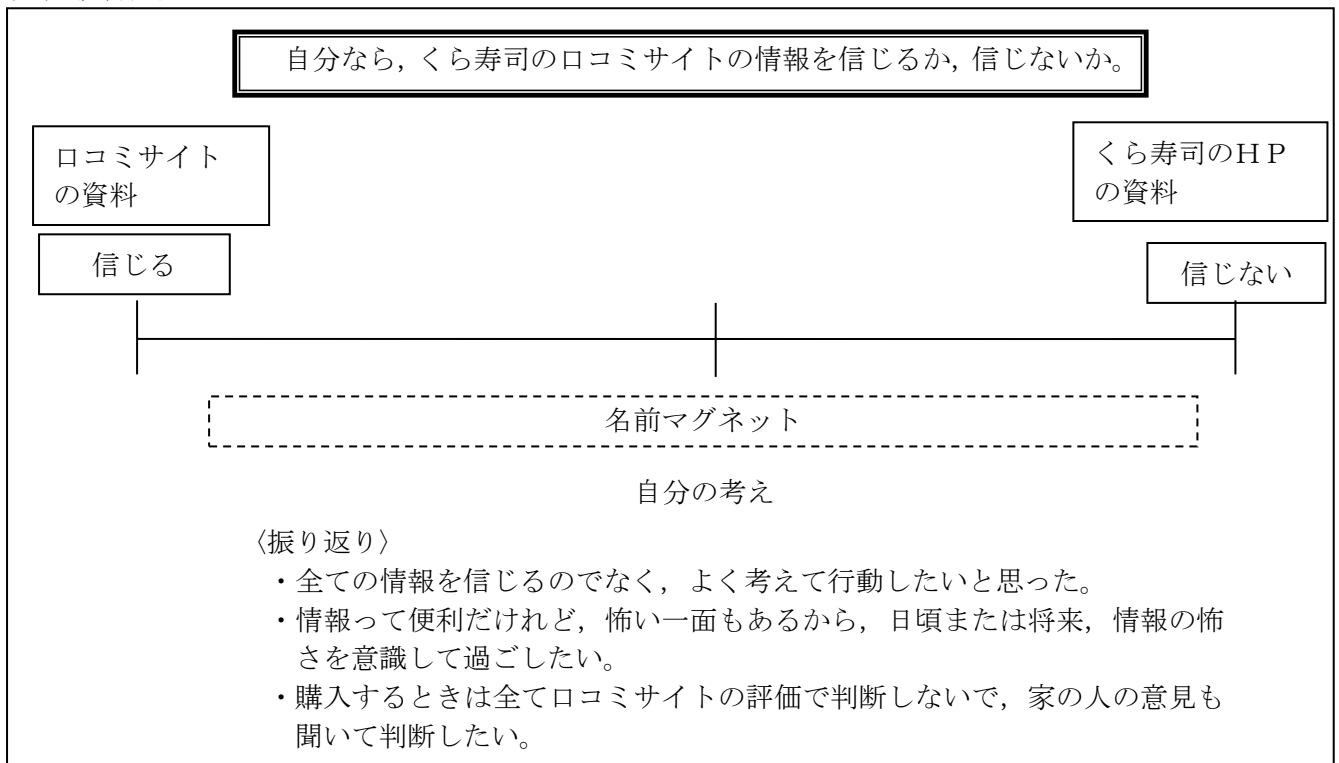 自分なら，くら寿司の口コミサイトの情報を信じるか，信じないか。
口コミサイト
の資料
くら寿司のＨＰ
の資料
信じる
信じない
名前マグネット
自分の考え
〈振り返り〉
・全ての情報を信じるのでなく，よく考えて行動したいと思った。
・情報って便利だけれど，怖い一面もあるから，日頃または将来，情報の怖
さを意識して過ごしたい。
・購入するときは全て口コミサイトの評価で判断しないで，家の人の意見も
聞いて判断したい。